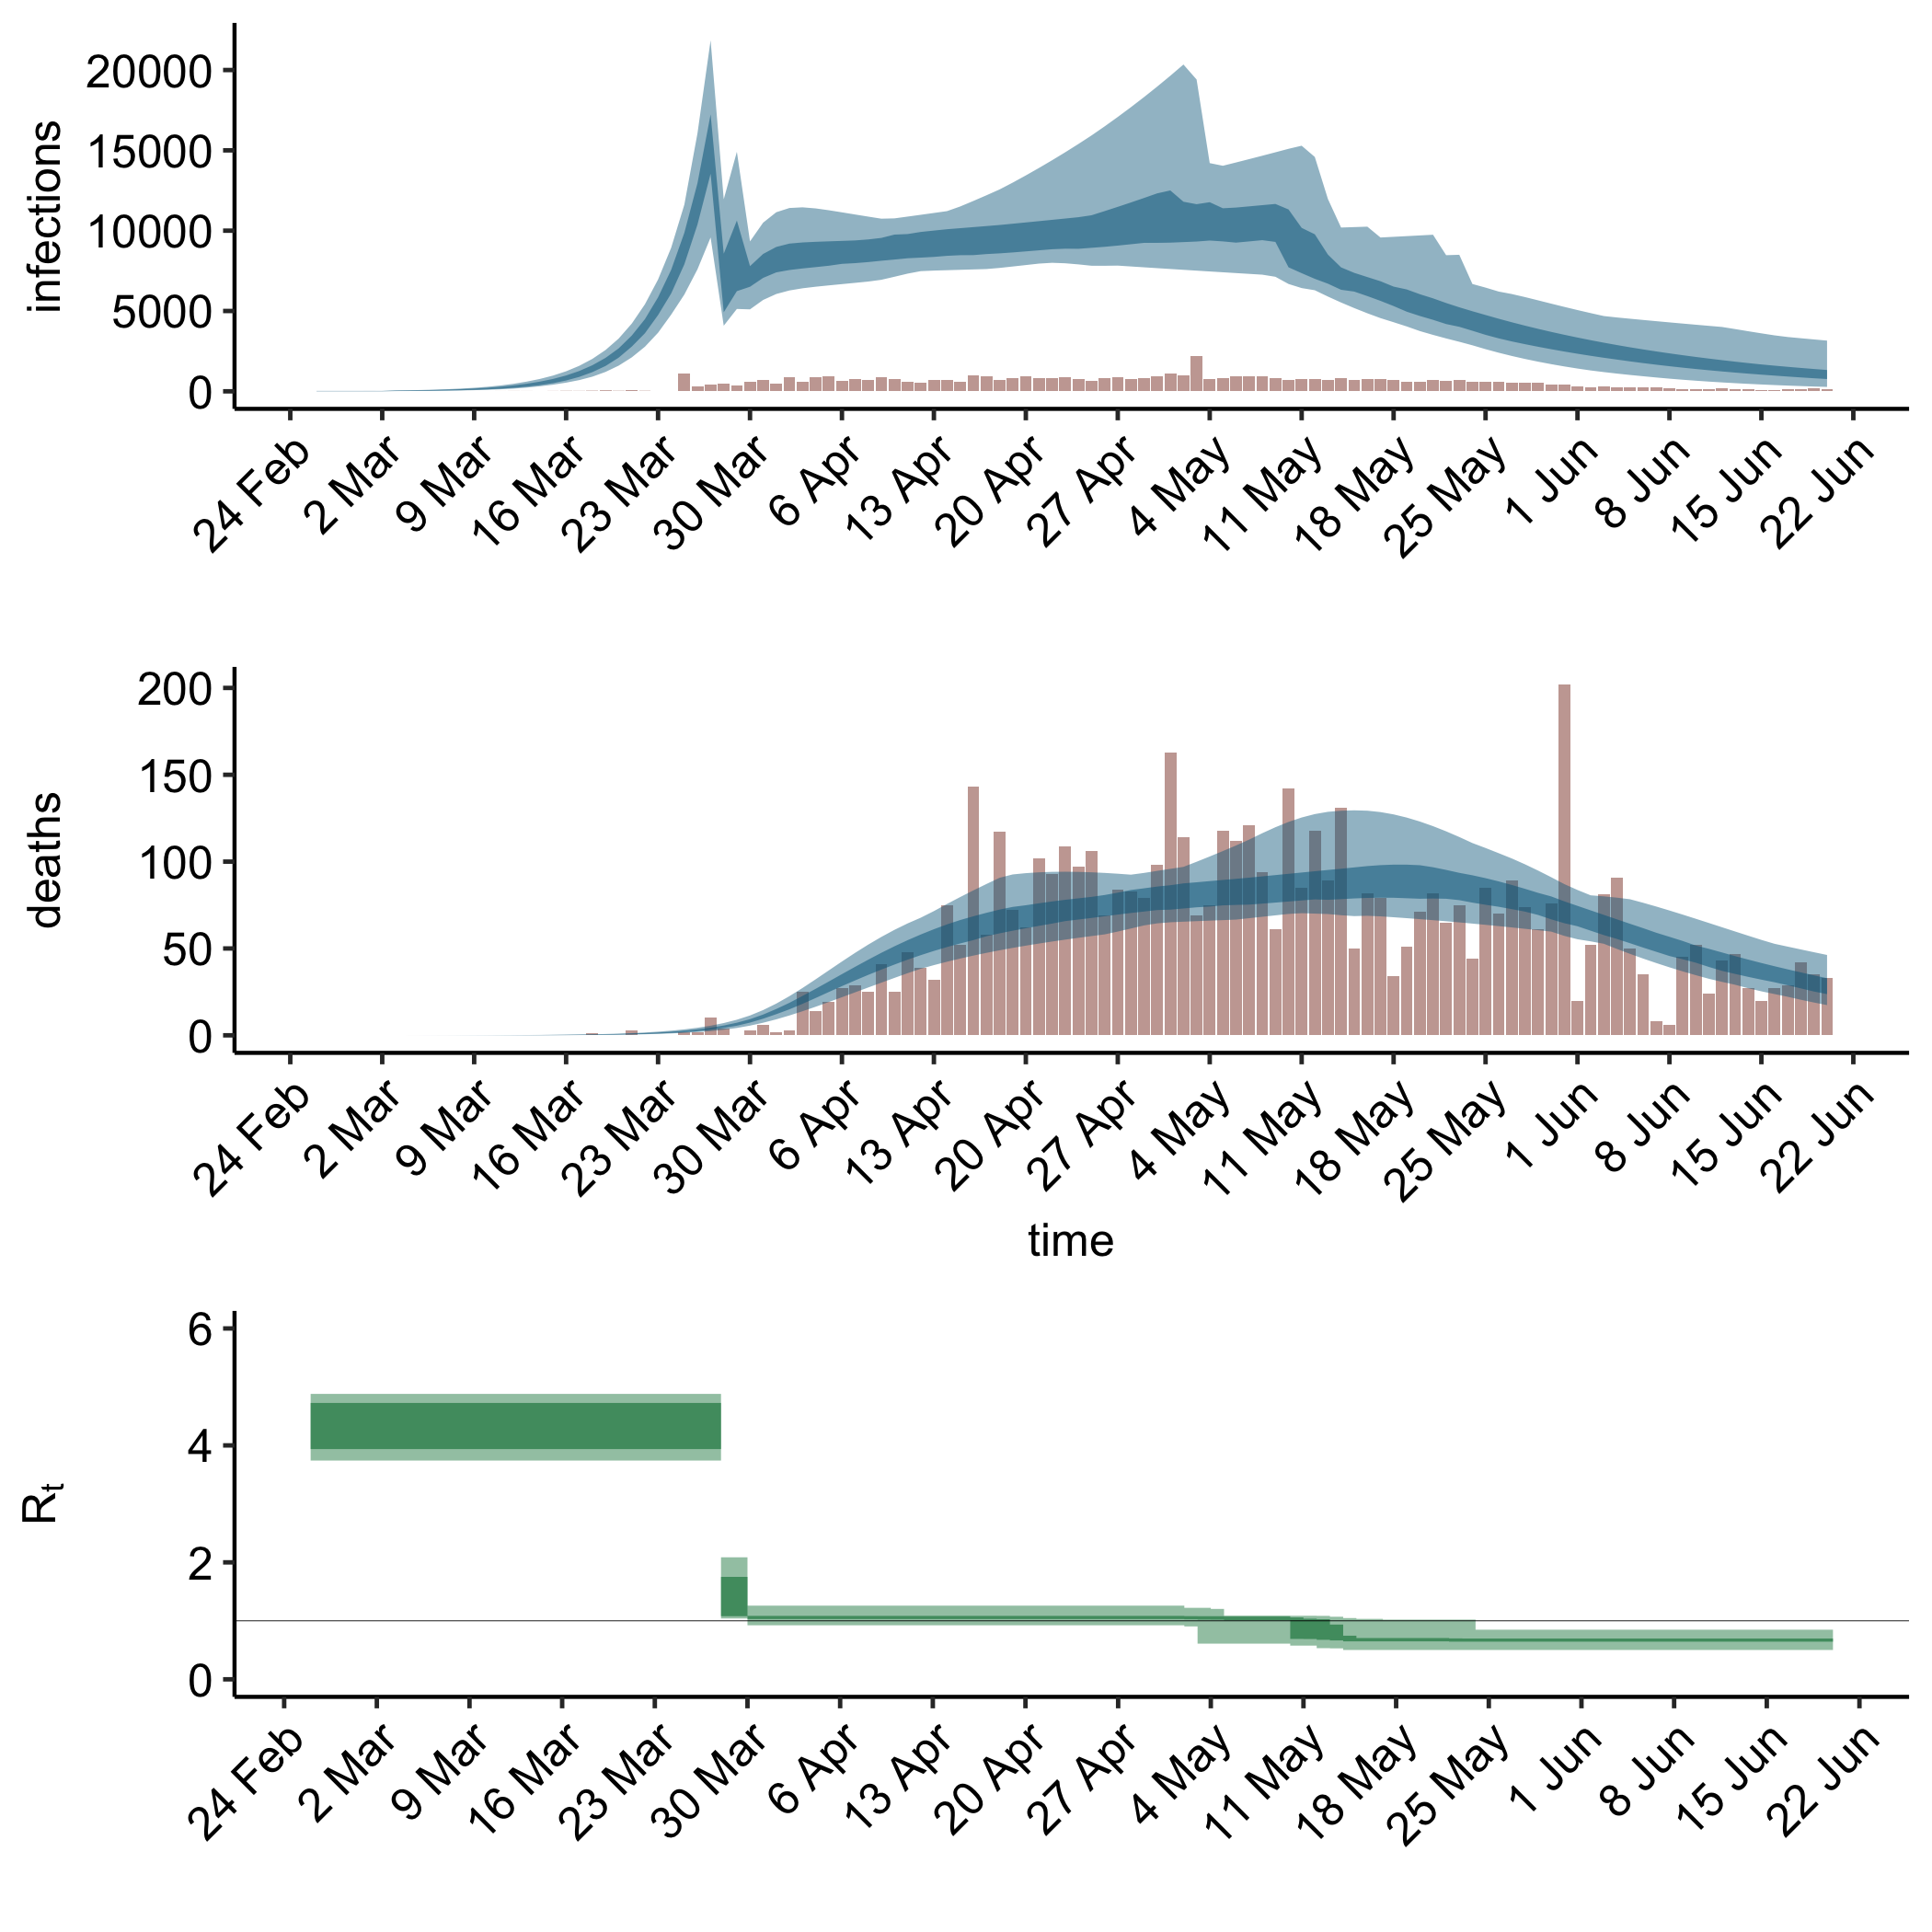 infections
20000
15000
10000
5000
0
24 Feb
2 Mar
9 Mar
16 Mar
23 Mar
30 Mar
6 Apr
13 Apr
20 Apr
27 Apr
4 May
11 May
18 May
25 May
1 Jun
8 Jun
15 Jun
22 Jun
deaths
200
150
100
50
0
24 Feb
2 Mar
9 Mar
16 Mar
23 Mar
30 Mar
6 Apr
13 Apr
20 Apr
27 Apr
4 May
11 May
18 May
25 May
1 Jun
8 Jun
15 Jun
22 Jun
time
Rt
6
4
2
0
24 Feb
2 Mar
9 Mar
16 Mar
23 Mar
30 Mar
6 Apr
13 Apr
20 Apr
27 Apr
4 May
11 May
18 May
25 May
1 Jun
8 Jun
15 Jun
22 Jun